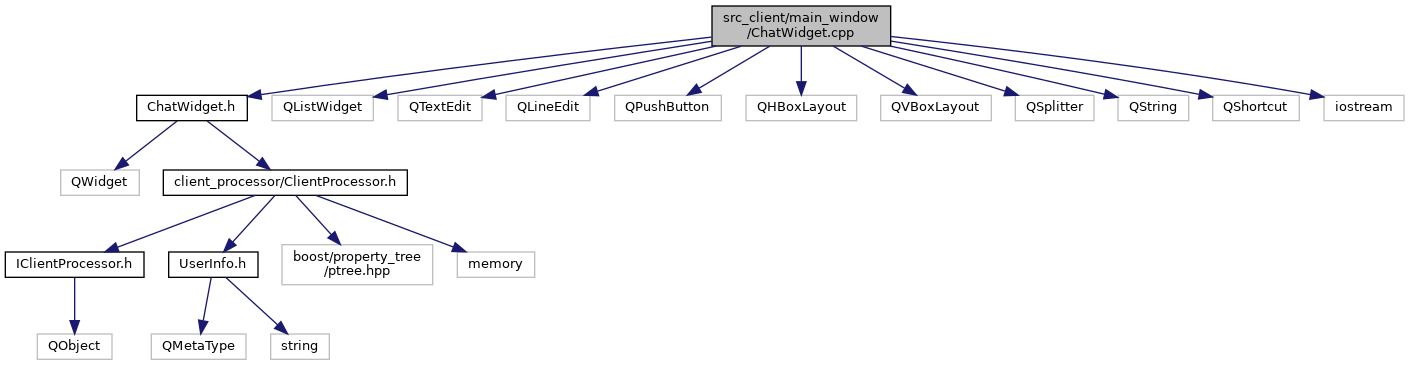 src_client/main_window
/ChatWidget.cpp
ChatWidget.h
QListWidget
QTextEdit
QLineEdit
QPushButton
QHBoxLayout
QVBoxLayout
QSplitter
QString
QShortcut
iostream
QWidget
client_processor/ClientProcessor.h
IClientProcessor.h
UserInfo.h
boost/property_tree
/ptree.hpp
memory
QObject
QMetaType
string